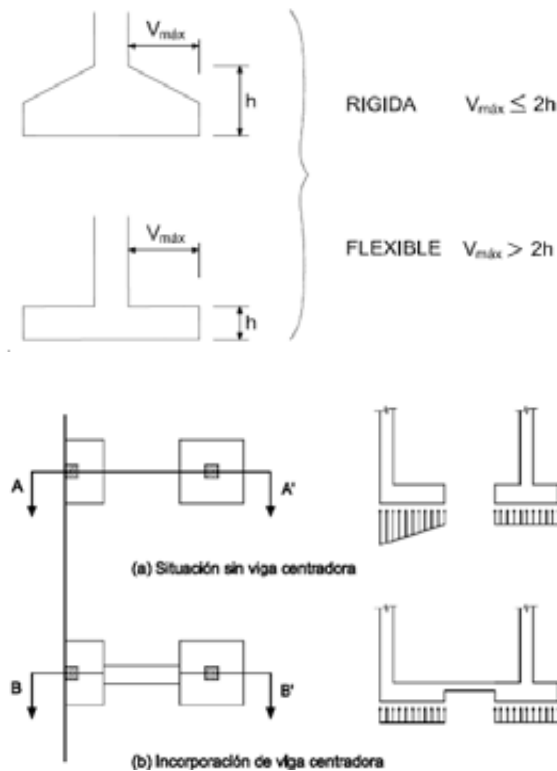 Vmáx
h
RIGIDA Vmáx ≤ 2h
Vmáx
h
FLEXIBLE Vmáx > 2h
A A'
(a) Situación sin viga centradora
B B'
(b) Incorporación de viga centradora